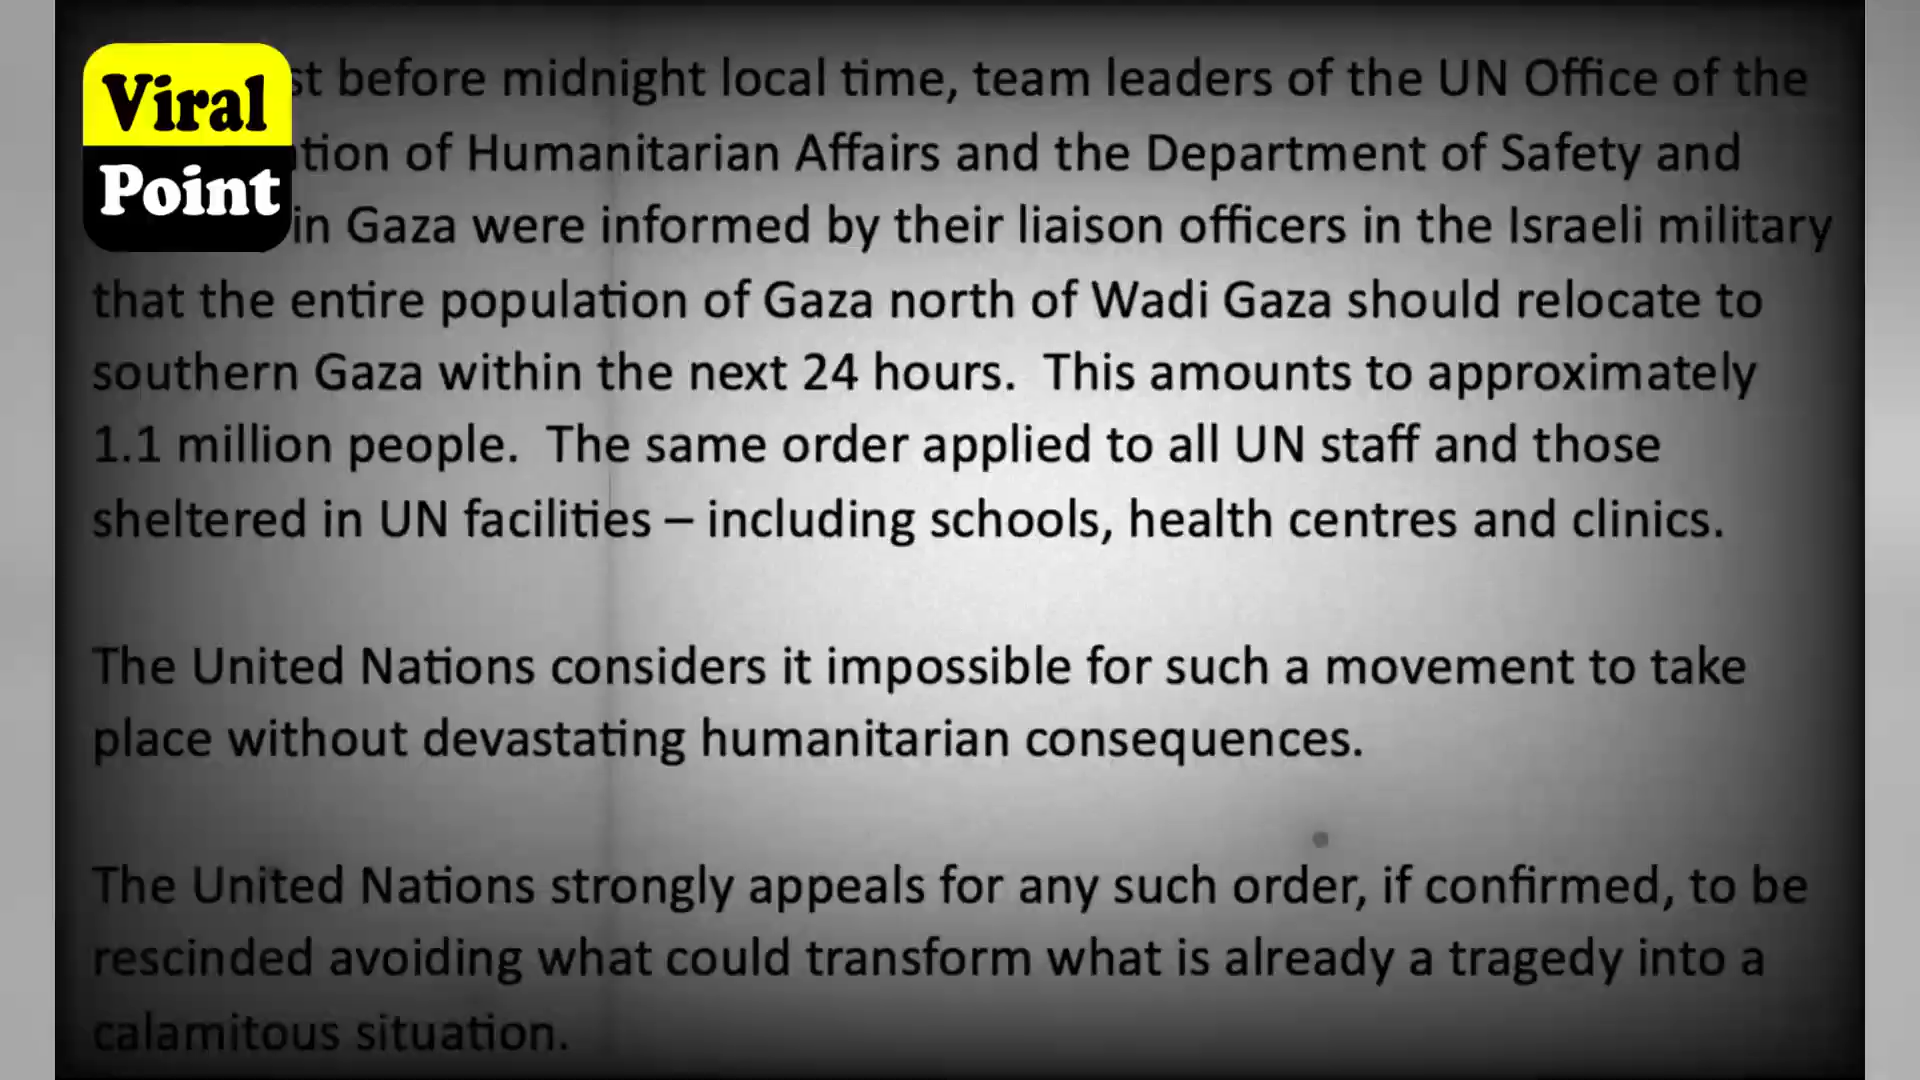 Viral
Point
st before midnight local time, team leaders of the UN Office of the
tion of Humanitarian Affairs and the Department of Safety and
in Gaza were informed by their liaison officers in the Israeli military
that the entire population of Gaza north of Wadi Gaza should relocate to
southern Gaza within the next 24 hours.  This amounts to approximately
1.1 million people.  The same order applied to all UN staff and those
sheltered in UN facilities – including schools, health centres and clinics.
The United Nations considers it impossible for such a movement to take
place without devastating humanitarian consequences.
The United Nations strongly appeals for any such order, if confirmed, to be
rescinded avoiding what could transform what is already a tragedy into a
calamitous situation.